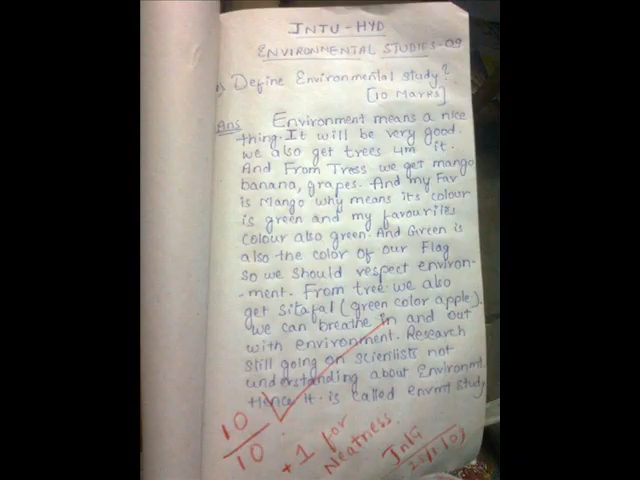 JNTU-HYD
ENVIRONMENTAL STUDIES-09
Define Environmental study?
[10 Marks]
Ans Environment means a nice
thing. It will be very good.
we also get trees 4m it.
And From Tress we get mango
banana, grapes. And my Fav
is Mango why means its colour
is green and my favourites
colour also green. And Green is
also the color of our Flag
so we should respect environ-
-ment. From tree we also
get Sitafal (green color apple).
We can breathe in and out
with environment. Research
still going on scientists not
understanding about Environmt.
Hence it is called envmt study
10/10
+1 for
Neatness.